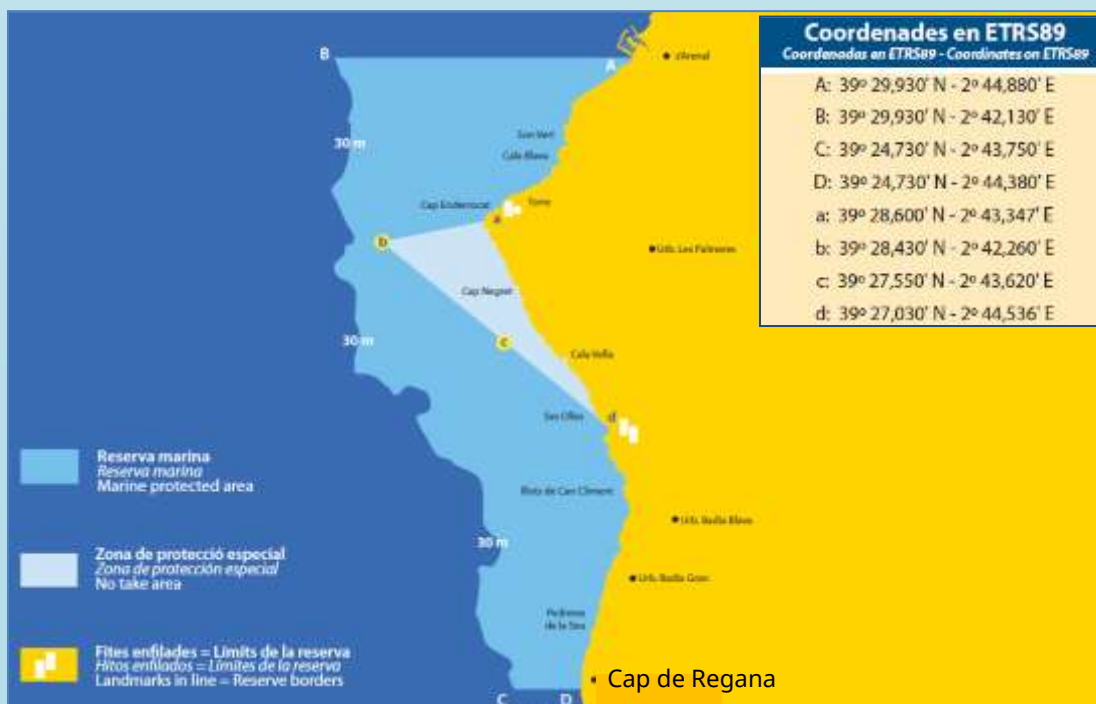 Coordenades en ETRS89
Coordenadas en ETRS89 - Coordinates on ETRS89
A: 39º 29,930' N - 2º 44,880' E
B: 39º 29,930' N - 2º 42,130' E
C: 39º 24,730' N - 2º 43,750' E
D: 39º 24,730' N - 2º 44,380' E
a: 39º 28,600' N - 2º 43,347' E
b: 39º 28,430' N - 2º 42,260' E
c: 39º 27,550' N - 2º 43,620' E
d: 39º 27,030' N - 2º 44,536' E
B
A
s'Arenal
30 m
Son Verí
Cala Blava
Cap Enderrocat
Torre
a
b
Urb. Les Palmeres
Cap Negret
30 m
c
Cala Vella
Ses Olles
d
Reserva marina
Reserva marina
Marine protected area
de Can Climent
Urb. Badia Blava
30 m
Zona de protecció especial
Zona de protección especial
No take area
Urb. Badia Gran
de la Seu
Fites enfilades = Límits de la reserva
Hitos enfilados = Límites de la reserva
Landmarks in line = Reserve borders
Cap de Regana
C
D